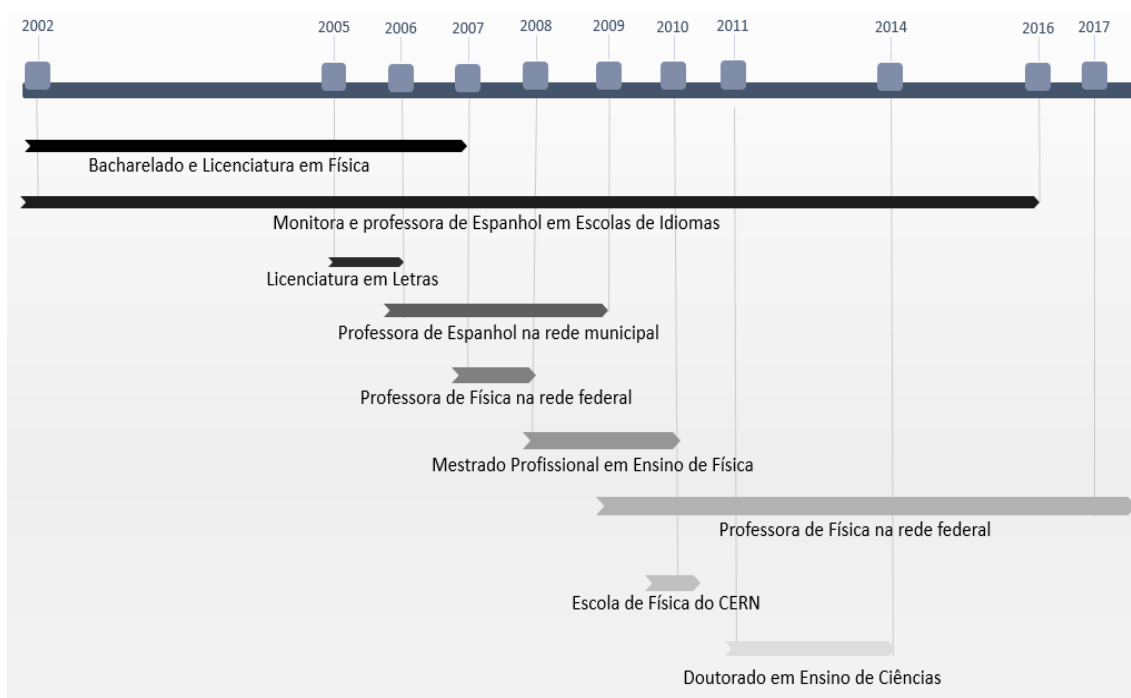 2002 2005 2006 2007 2008 2009 2010 2011 2014 2016 2017
Bacharelado e Licenciatura em Física
Monitora e professora de Espanhol em Escolas de Idiomas
Licenciatura em Letras
Professora de Espanhol na rede municipal
Professora de Física na rede federal
Mestrado Profissional em Ensino de Física
Professora de Física na rede federal
Escola de Física do CERN
Doutorado em Ensino de Ciências